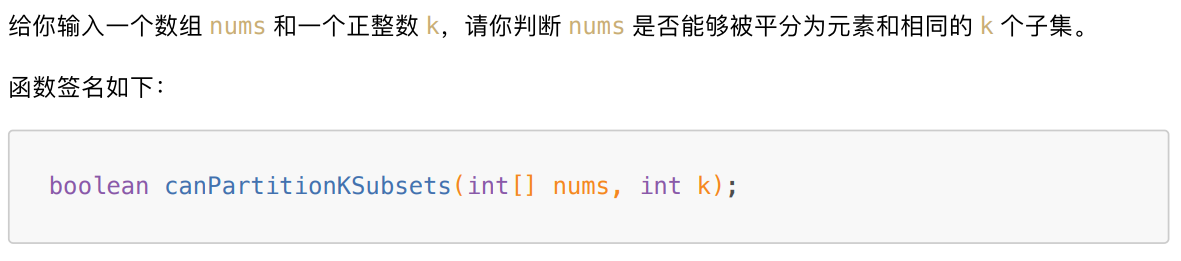 给你输入一个数组 nums 和一个正整数 k，请你判断 nums 是否能够被平分为元素和相同的 k 个子集。
函数签名如下：
boolean canPartitionKSubsets(int[] nums, int k);